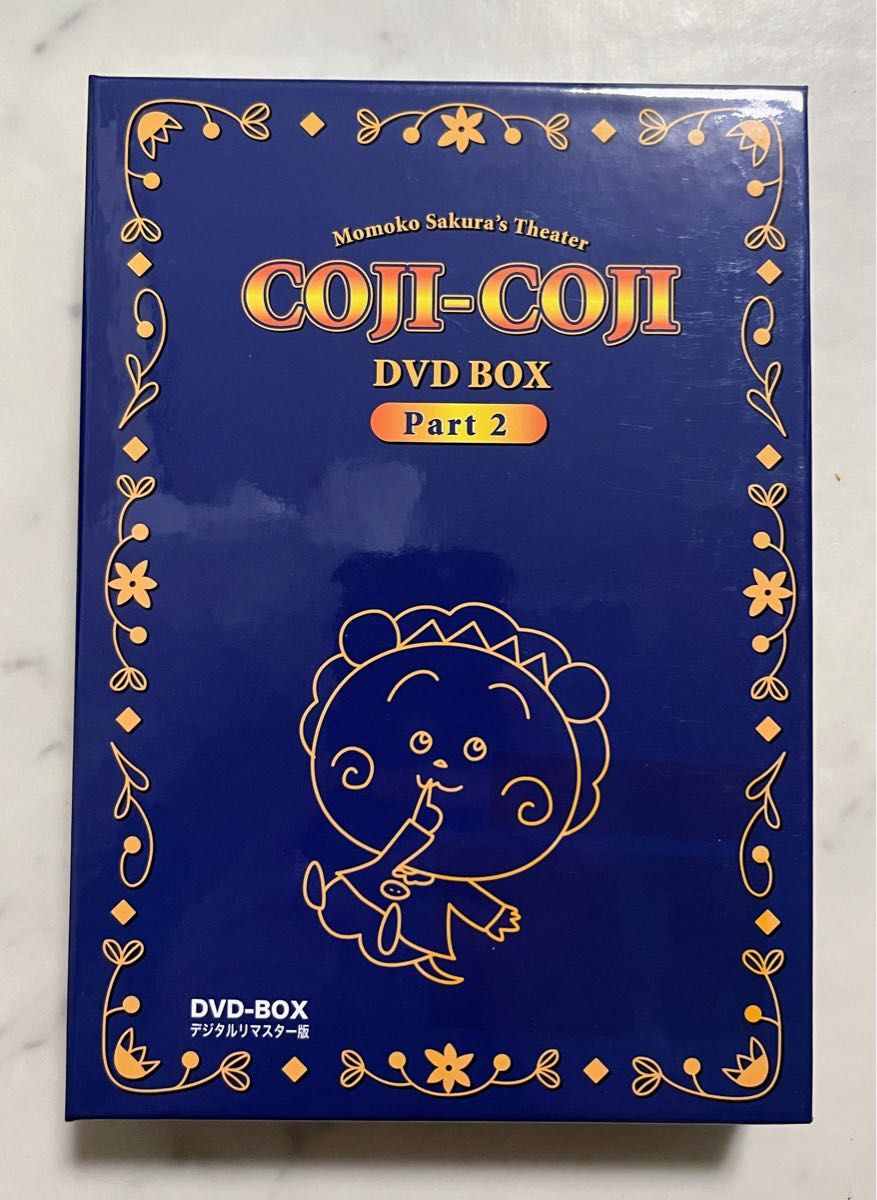 Momoko Sakura's Theater
COJI-COJI
DVD BOX
Part 2
DVD-BOX
デジタルリマスター版